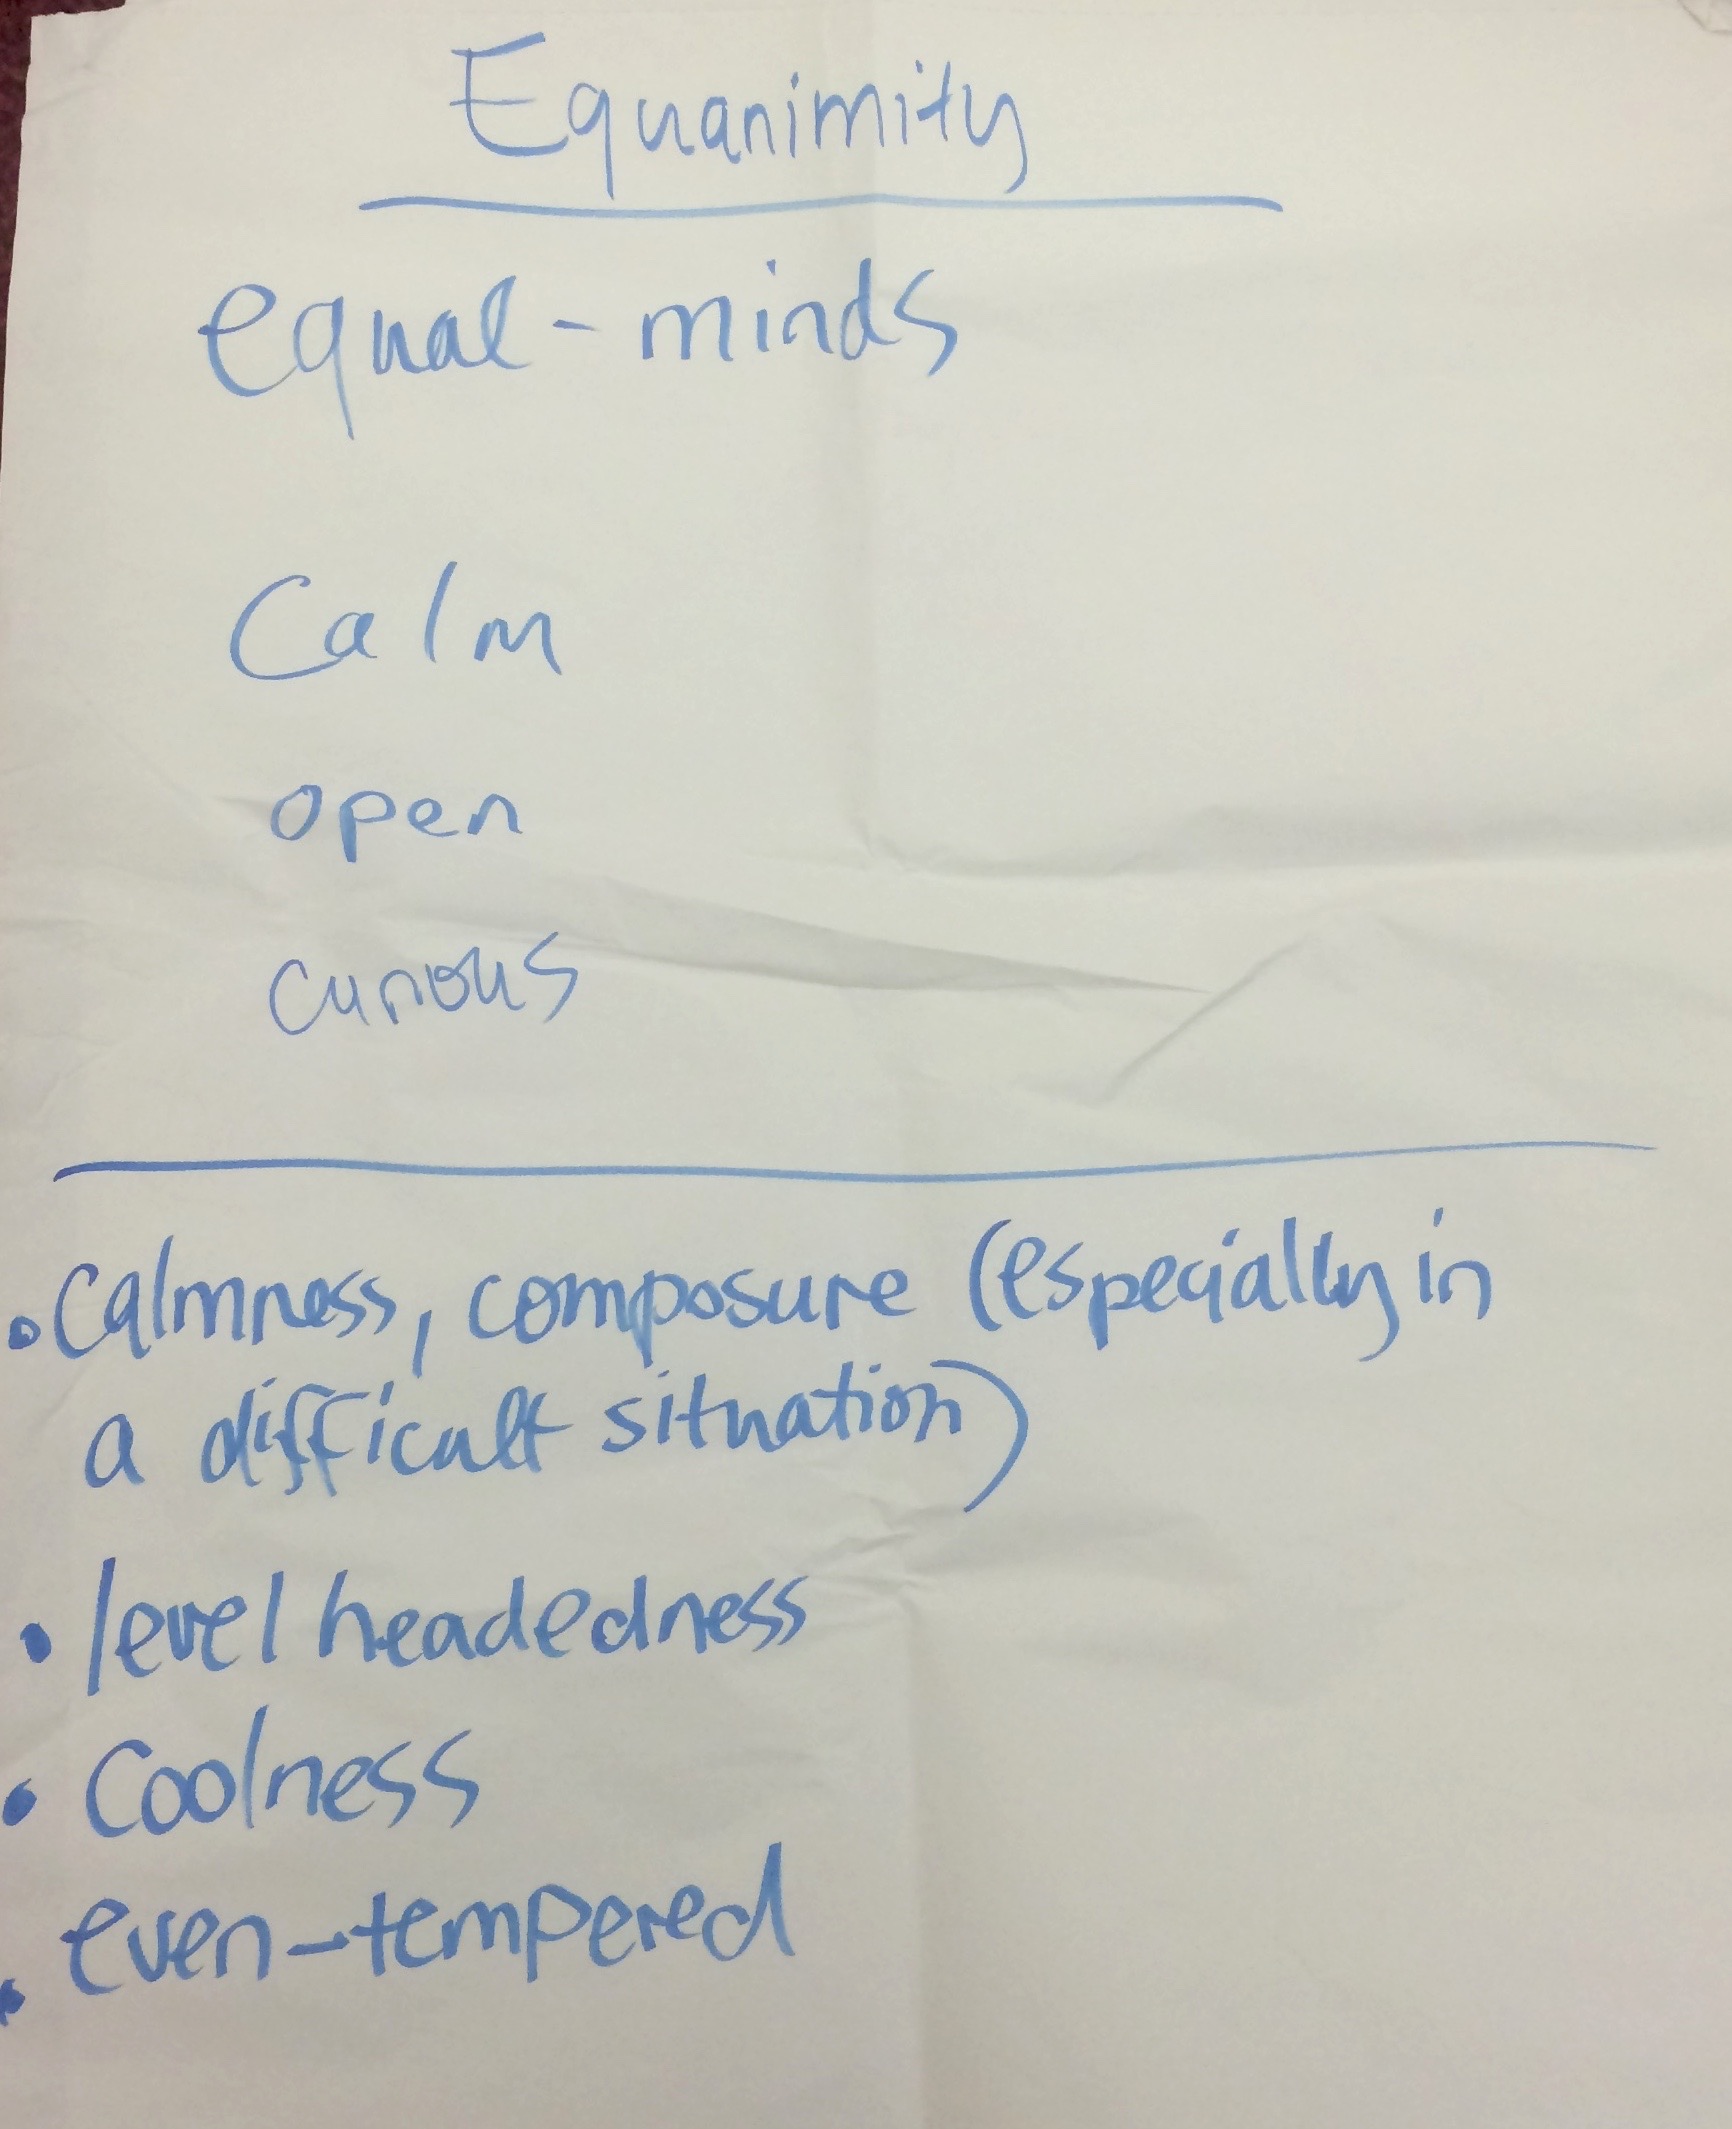 Equanimity
equal-minds
Calm
open
curious
• Calmness, composure (especially in
a difficult situation)
• level headedness
• Coolness
• even-tempered